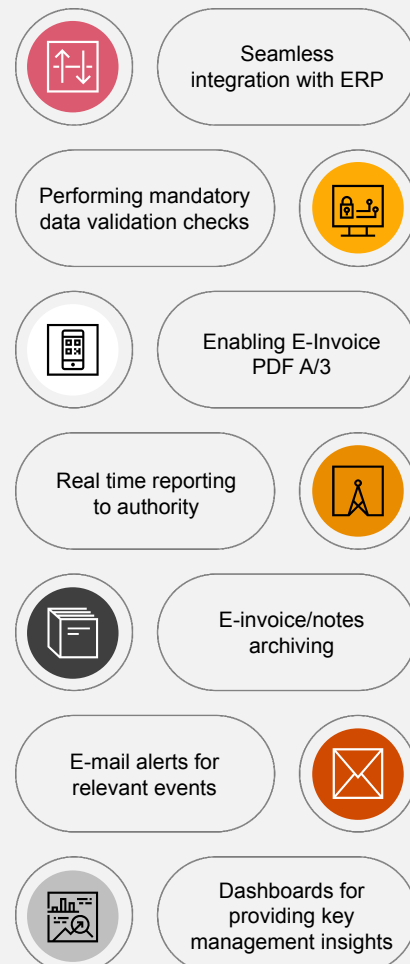 Seamless
integration with ERP
Performing mandatory
data validation checks
Enabling E-Invoice
PDF A/3
Real time reporting
to authority
E-invoice/notes
archiving
E-mail alerts for
relevant events
Dashboards for
providing key
management insights